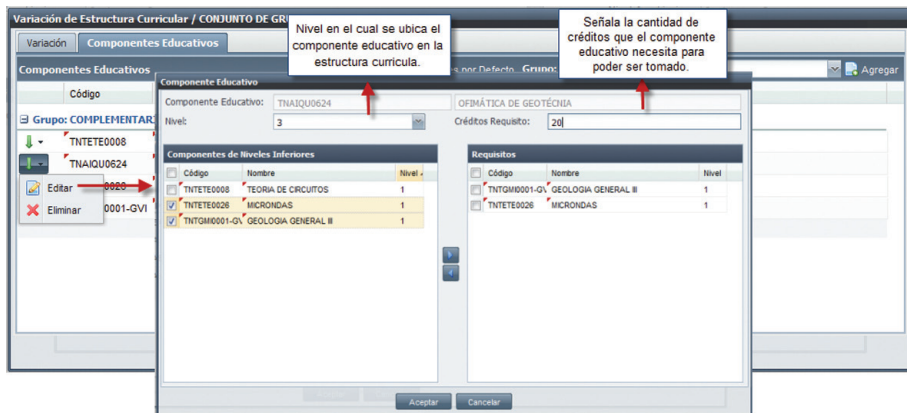 Variación de Estructura Curricular / CONJUNTO DE GR
Nivel en el cual se ubica el
componente educativo en la
estructura curricula.
Señala la cantidad de
créditos que el componente
educativo necesita para
poder ser tomado.
Variación
Componentes Educativos
Componentes Educativos
por Defecto
Grupo:
Agregar
Código
Grupo: COMPLEMENTAR
TNTETE0008
TNAIQU0624
Editar
Eliminar
0001-GVI
Componente Educativo
Componente Educativo: TNAIQU0624 OFIMÁTICA DE GEOTÉCNIA
Nivel: 3 Créditos Requisito: 20
Componentes de Niveles Inferiores
Código Nombre Nivel
TNTETE0008 TEORIA DE CIRCUITOS 1
TNTETE0026 MICRONDAS 1
TNTGMI0001-GV GEOLOGIA GENERAL III 1
Requisitos
Código Nombre Nivel
TNTGMI0001-GV GEOLOGIA GENERAL III 1
TNTETE0026 MICRONDAS 1
Aceptar Cancelar